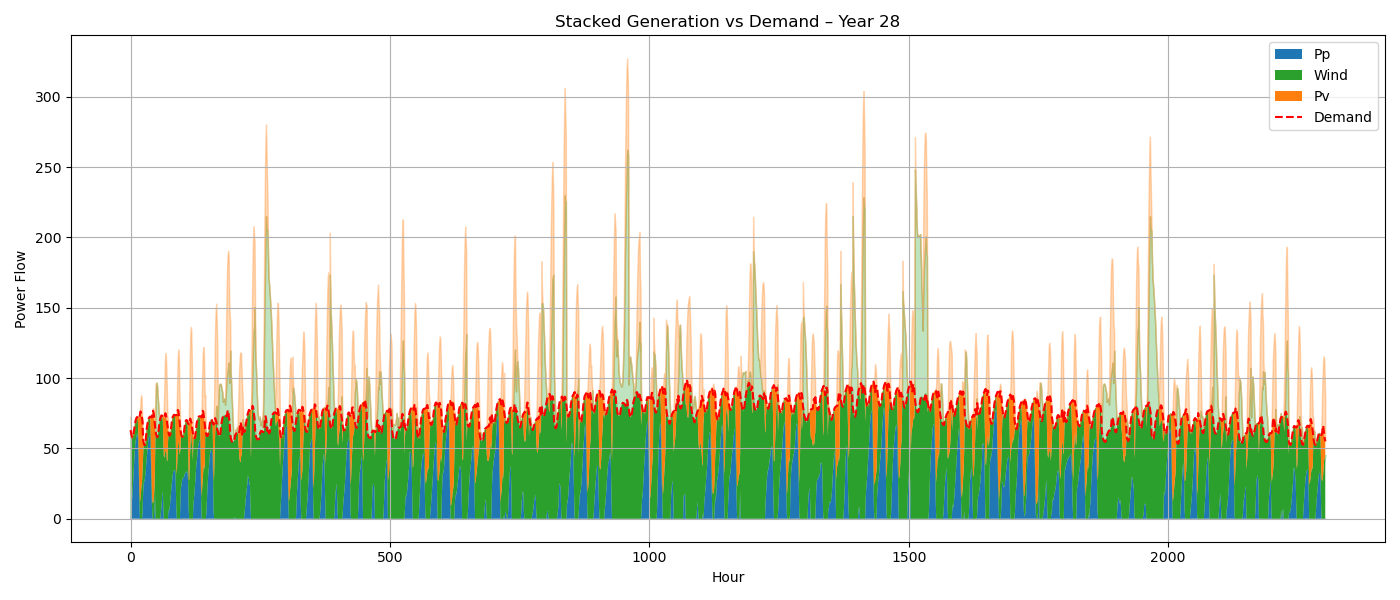 Stacked Generation vs Demand – Year 28
Power Flow
300
250
200
150
100
50
0
0 500 1000 1500 2000
Hour
Pp
Wind
Pv
Demand